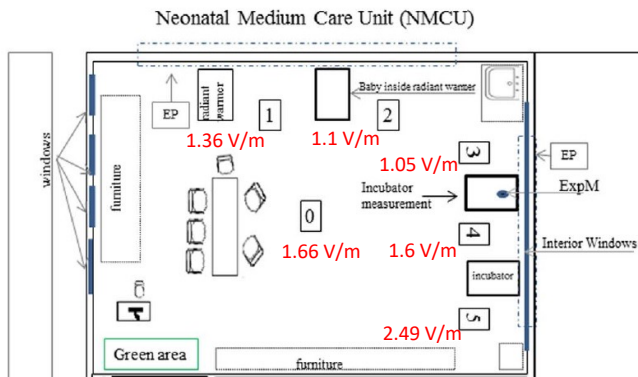 Neonatal Medium Care Unit (NMCU)
EP
radiant
warmer
1
Baby inside radiant warmer
2
1.36 V/m
1.1 V/m
windows
furniture
3
EP
1.05 V/m
Incubator
measurement
ExpM
0
4
1.66 V/m
1.6 V/m
Interior Windows
incubator
5
2.49 V/m
Green area
furniture